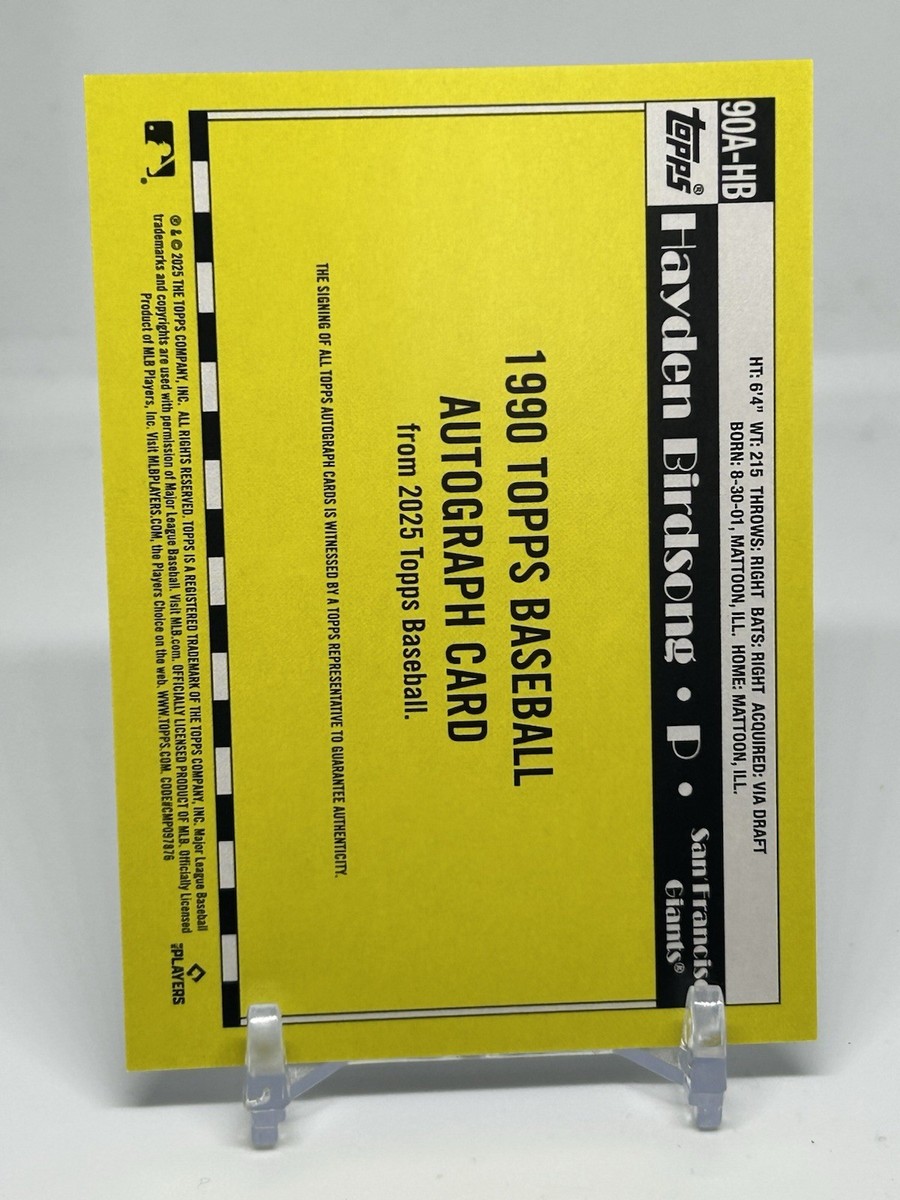 90A-HB
HT: 6'4" WT: 215 THROWS: RIGHT BATS: RIGHT ACQUIRED: VIA DRAFT
BORN: 8-30-01, MATTOON, ILL. HOME: MATTOON, ILL.
topps®
Hayden Birdsong • P •
San Francis
Giants®
1990 TOPPS BASEBALL
AUTOGRAPH CARD
from 2025 Topps Baseball.
THE SIGNING OF ALL TOPPS AUTOGRAPH CARDS IS WITNESSED BY A TOPPS REPRESENTATIVE TO GUARANTEE AUTHENTICITY.
® & © 2025 THE TOPPS COMPANY, INC. ALL RIGHTS RESERVED. TOPPS IS A REGISTERED TRADEMARK OF THE TOPPS COMPANY, INC. Major League Baseball
trademarks and copyrights are used with permission of Major League Baseball. Visit MLB.com. OFFICIALLY LICENSED PRODUCT OF MLB. Officially Licensed
Product of MLB Players, Inc. Visit MLBPLAYERS.COM, the Players Choice on the web. WWW.TOPPS.COM. CODE#CMP097876
PLAYERS